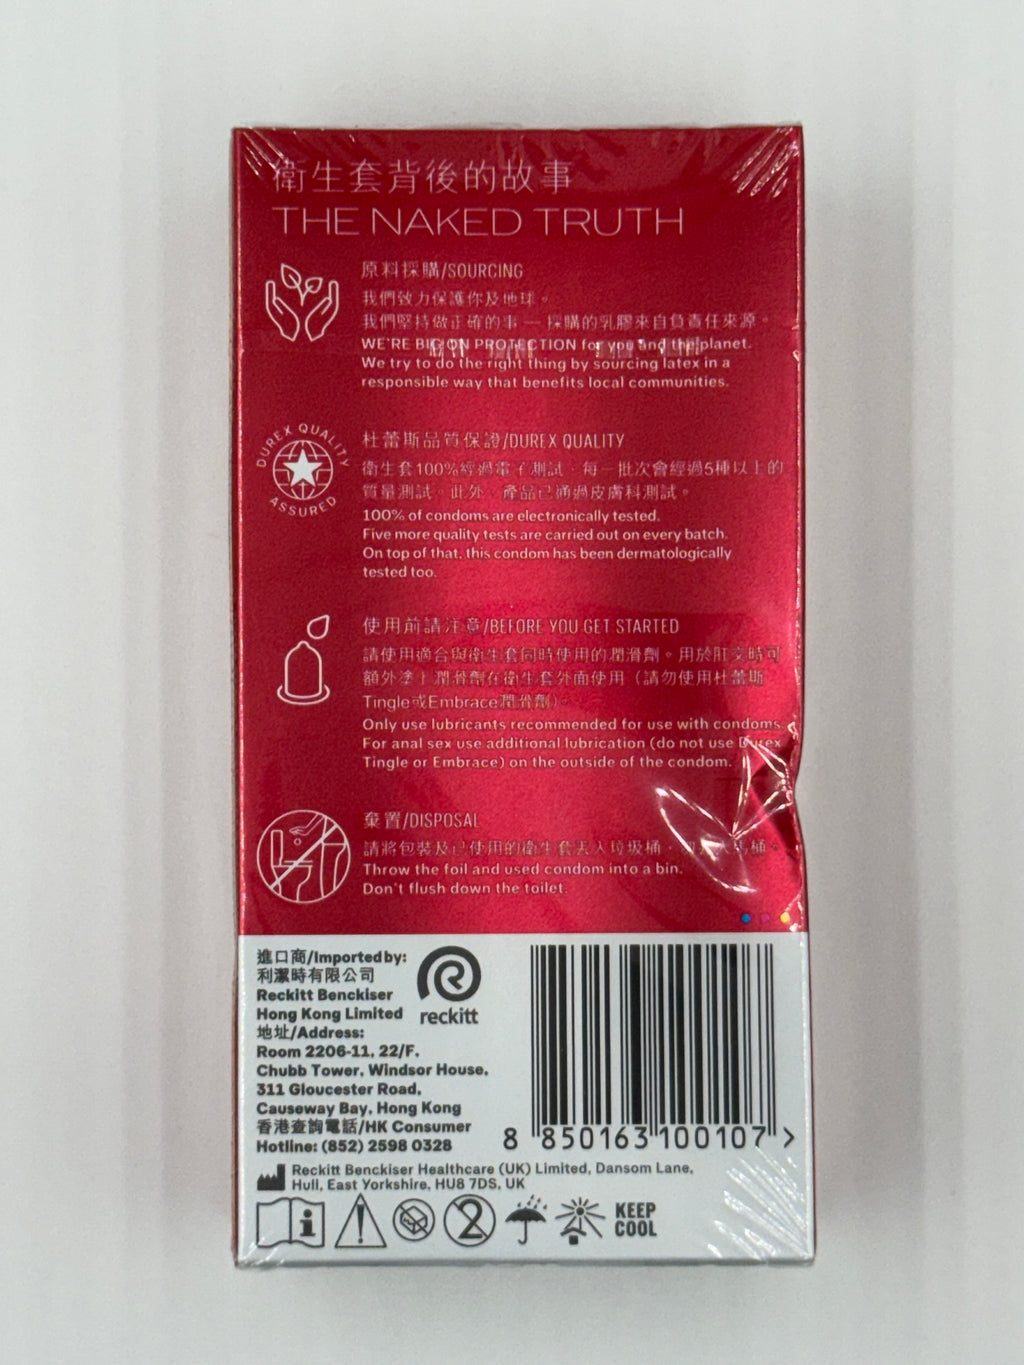 衛生套背後的故事
THE NAKED TRUTH
原料採購/SOURCING
我們致力保護你及地球。
我們堅持做正確的事 — 採購的乳膠來自負責任來源。
WE'RE BIG ON PROTECTION for you and the planet.
We try to do the right thing by sourcing latex in a
responsible way that benefits local communities.
DUREX QUALITY
ASSURED
杜蕾斯品質保證/DUREX QUALITY
衛生套100%經過電子測試，每一批次會經過5種以上的
質量測試。此外，產品已通過皮膚科測試。
100% of condoms are electronically tested.
Five more quality tests are carried out on every batch.
On top of that, this condom has been dermatologically
tested too.
使用前請注意/BEFORE YOU GET STARTED
請使用適合與衛生套同時使用的潤滑劑。用於肛交時可
額外塗上潤滑劑在衛生套外面使用（請勿使用杜蕾斯
Tingle或Embrace潤滑劑）。
Only use lubricants recommended for use with condoms.
For anal sex use additional lubrication (do not use Durex
Tingle or Embrace) on the outside of the condom.
棄置/DISPOSAL
請將包裝及已使用的衛生套丟入垃圾桶，馬桶。
Throw the foil and used condom into a bin.
Don't flush down the toilet.
進口商/Imported by:
利潔時有限公司
Reckitt Benckiser
Hong Kong Limited
reckitt
地址/Address:
Room 2206-11, 22/F,
Chubb Tower, Windsor House,
311 Gloucester Road,
Causeway Bay, Hong Kong
香港查詢電話/HK Consumer
Hotline: (852) 2598 0328
8 850163 100107 >
Reckitt Benckiser Healthcare (UK) Limited, Dansom Lane,
Hull, East Yorkshire, HU8 7DS, UK
2
KEEP
COOL